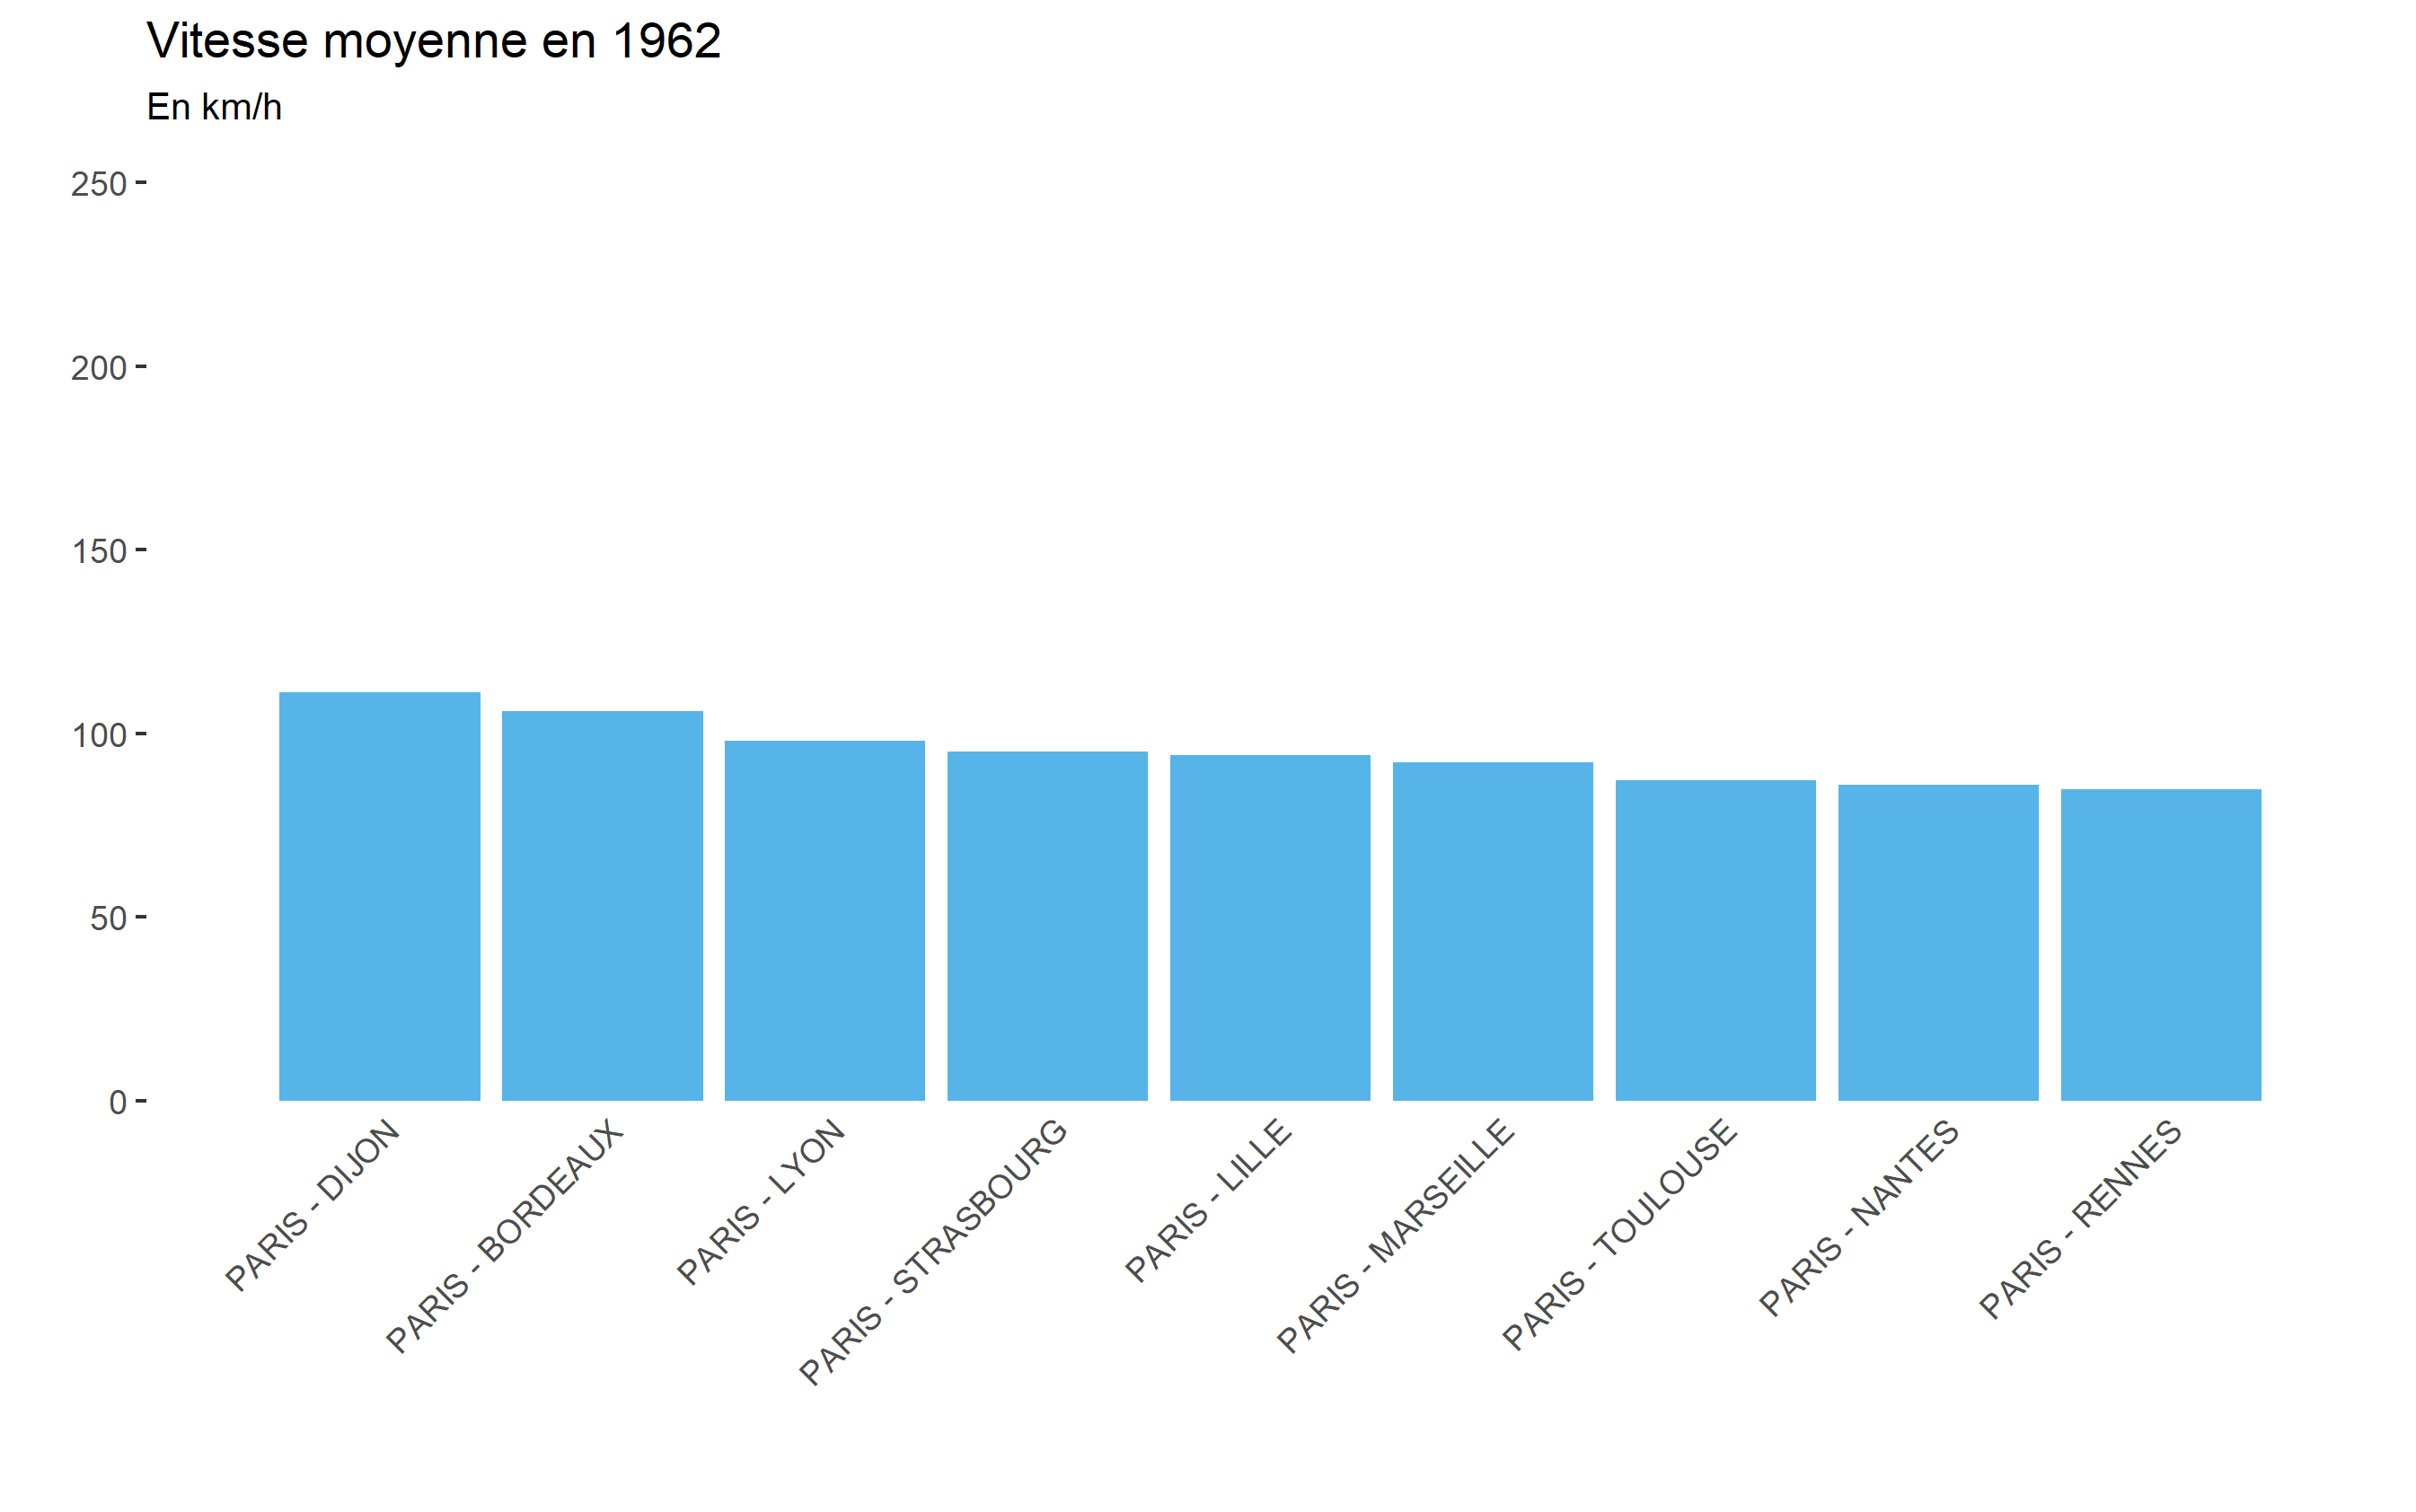 Vitesse moyenne en 1962
En km/h
250
200
150
100
50
0
PARIS - DIJON
PARIS - BORDEAUX
PARIS - LYON
PARIS - STRASBOURG
PARIS - LILLE
PARIS - MARSEILLE
PARIS - TOULOUSE
PARIS - NANTES
PARIS - RENNES